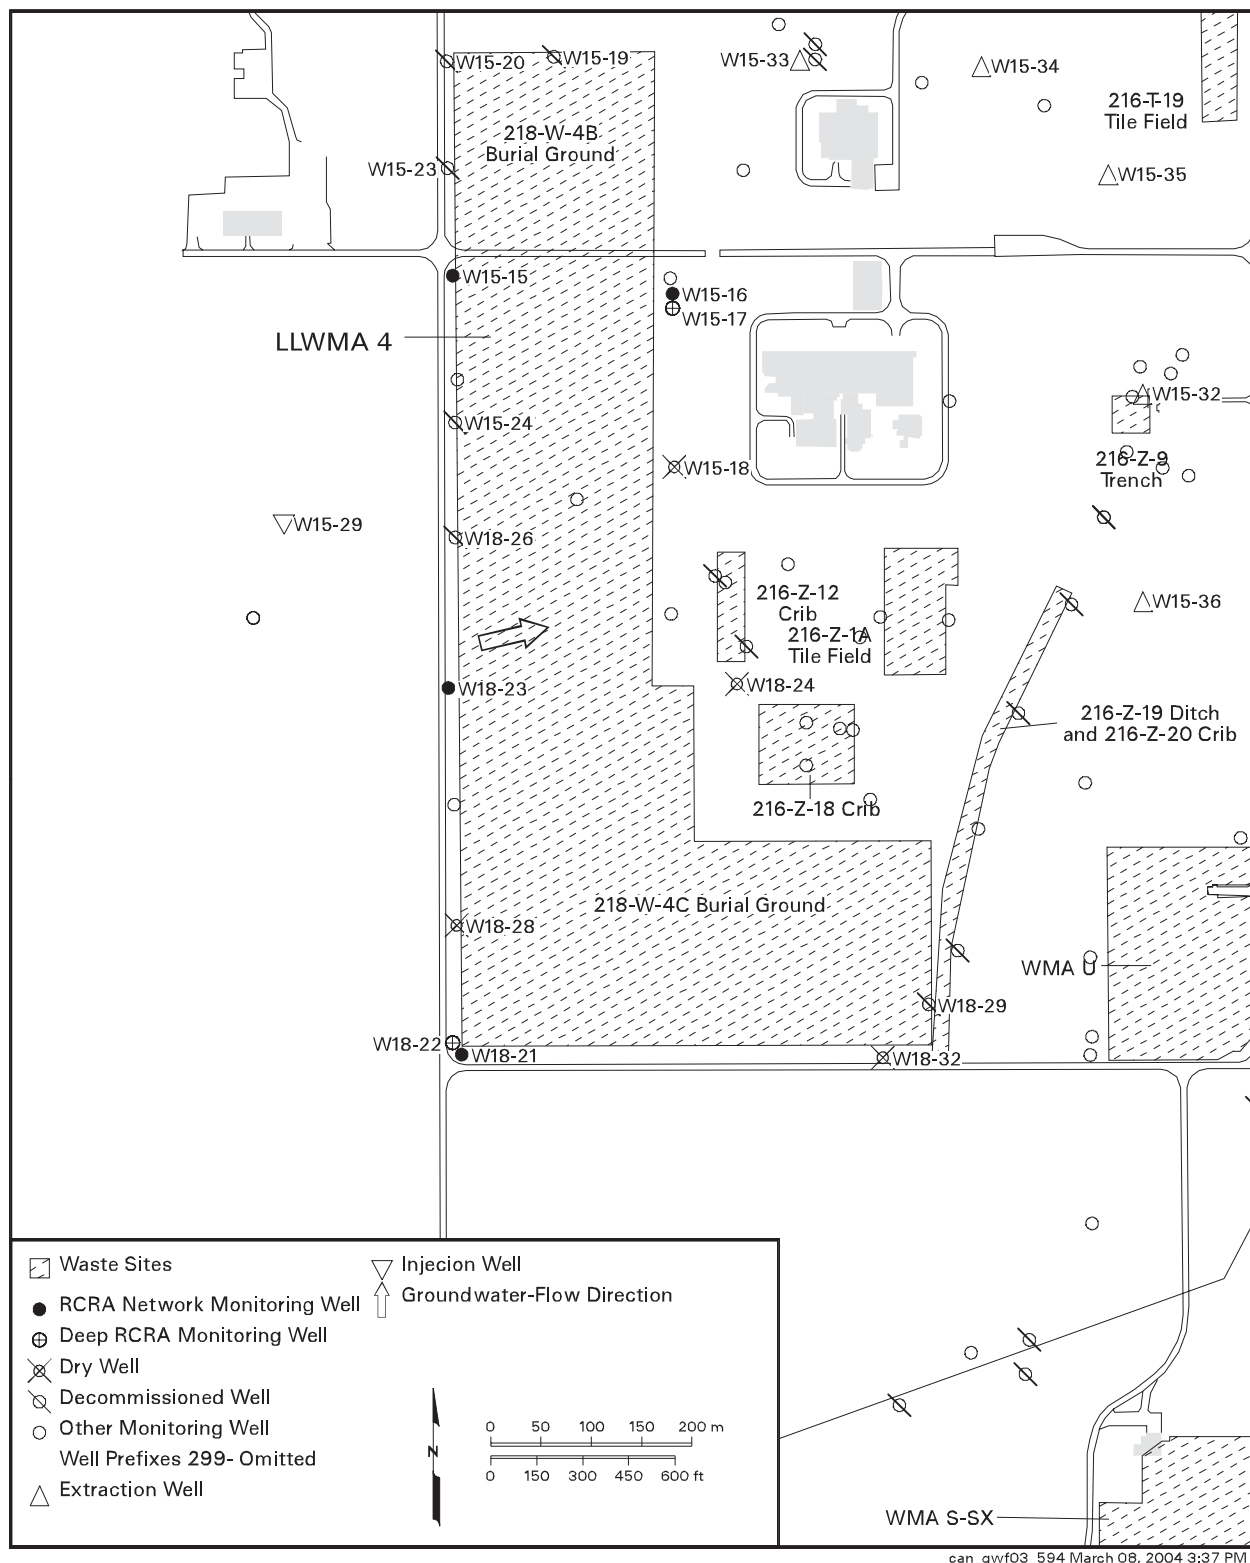 W15-20
W15-19
W15-33
W15-34
216-T-19
Tile Field
218-W-4B
Burial Ground
W15-23
W15-35
W15-15
W15-16
W15-17
LLWMA 4
W15-32
W15-24
W15-18
216-Z-9
Trench
W15-29
W18-26
216-Z-12
Crib
W15-36
216-Z-1A
Tile Field
W18-23
W18-24
216-Z-19 Ditch
and 216-Z-20 Crib
216-Z-18 Crib
218-W-4C Burial Ground
W18-28
WMA U
W18-29
W18-22
W18-21
W18-32
Waste Sites
RCRA Network Monitoring Well
Deep RCRA Monitoring Well
Dry Well
Decommissioned Well
Other Monitoring Well
Well Prefixes 299- Omitted
Extraction Well
Injecion Well
Groundwater-Flow Direction
N
0 50 100 150 200 m
0 150 300 450 600 ft
WMA S-SX
can_gwf03_594 March 08, 2004 3:37 PM